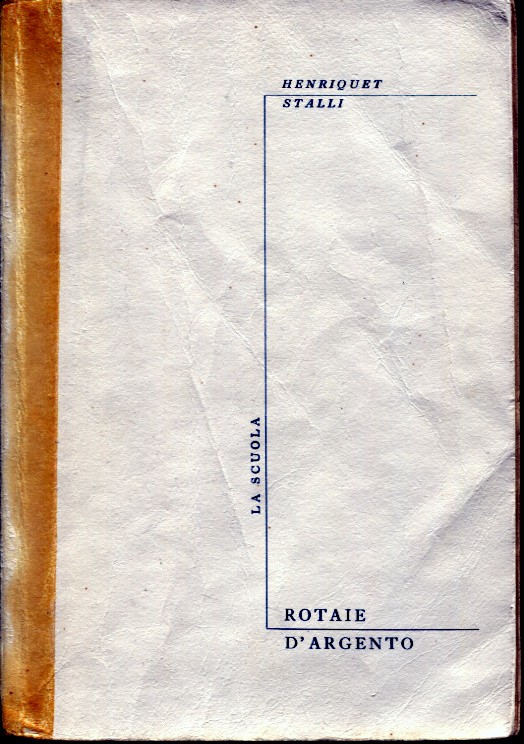 HENRIQUET
STALLI
LA SCUOLA
ROTAIE
D'ARGENTO